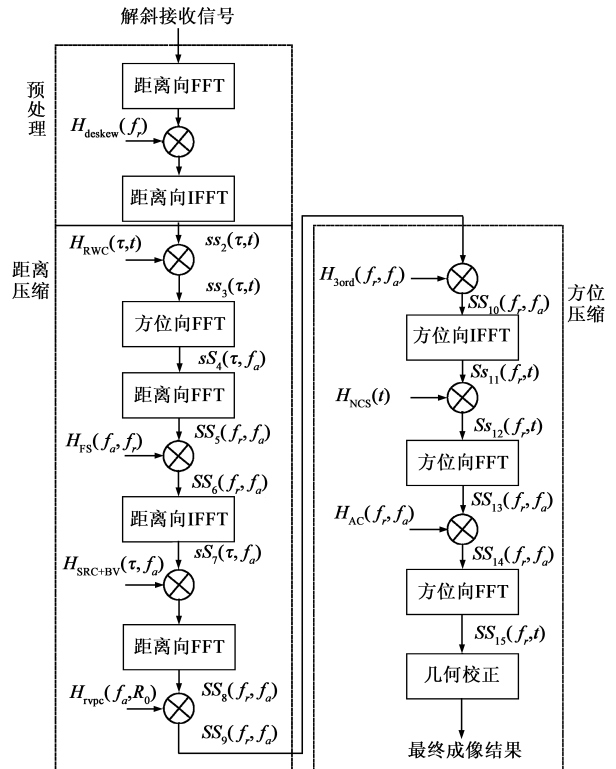 解斜接收信号
预处理
距离向FFT
H_deskew(f_r)
距离向IFFT
距离压缩
H_RWC(τ,t)
ss_2(τ,t)
ss_3(τ,t)
方位向FFT
sS_4(τ,f_a)
距离向FFT
SS_5(f_r,f_a)
H_FS(f_a,f_r)
SS_6(f_r,f_a)
距离向IFFT
sS_7(τ,f_a)
H_SRC+BV(τ,f_a)
距离向FFT
SS_8(f_r,f_a)
H_rvpc(f_a,R_0)
SS_9(f_r,f_a)
方位压缩
H_3ord(f_r,f_a)
SS_10(f_r,f_a)
方位向IFFT
Ss_11(f_r,t)
H_NCS(t)
Ss_12(f_r,t)
方位向FFT
SS_13(f_r,f_a)
H_AC(f_r,f_a)
SS_14(f_r,f_a)
方位向FFT
SS_15(f_r,t)
几何校正
最终成像结果